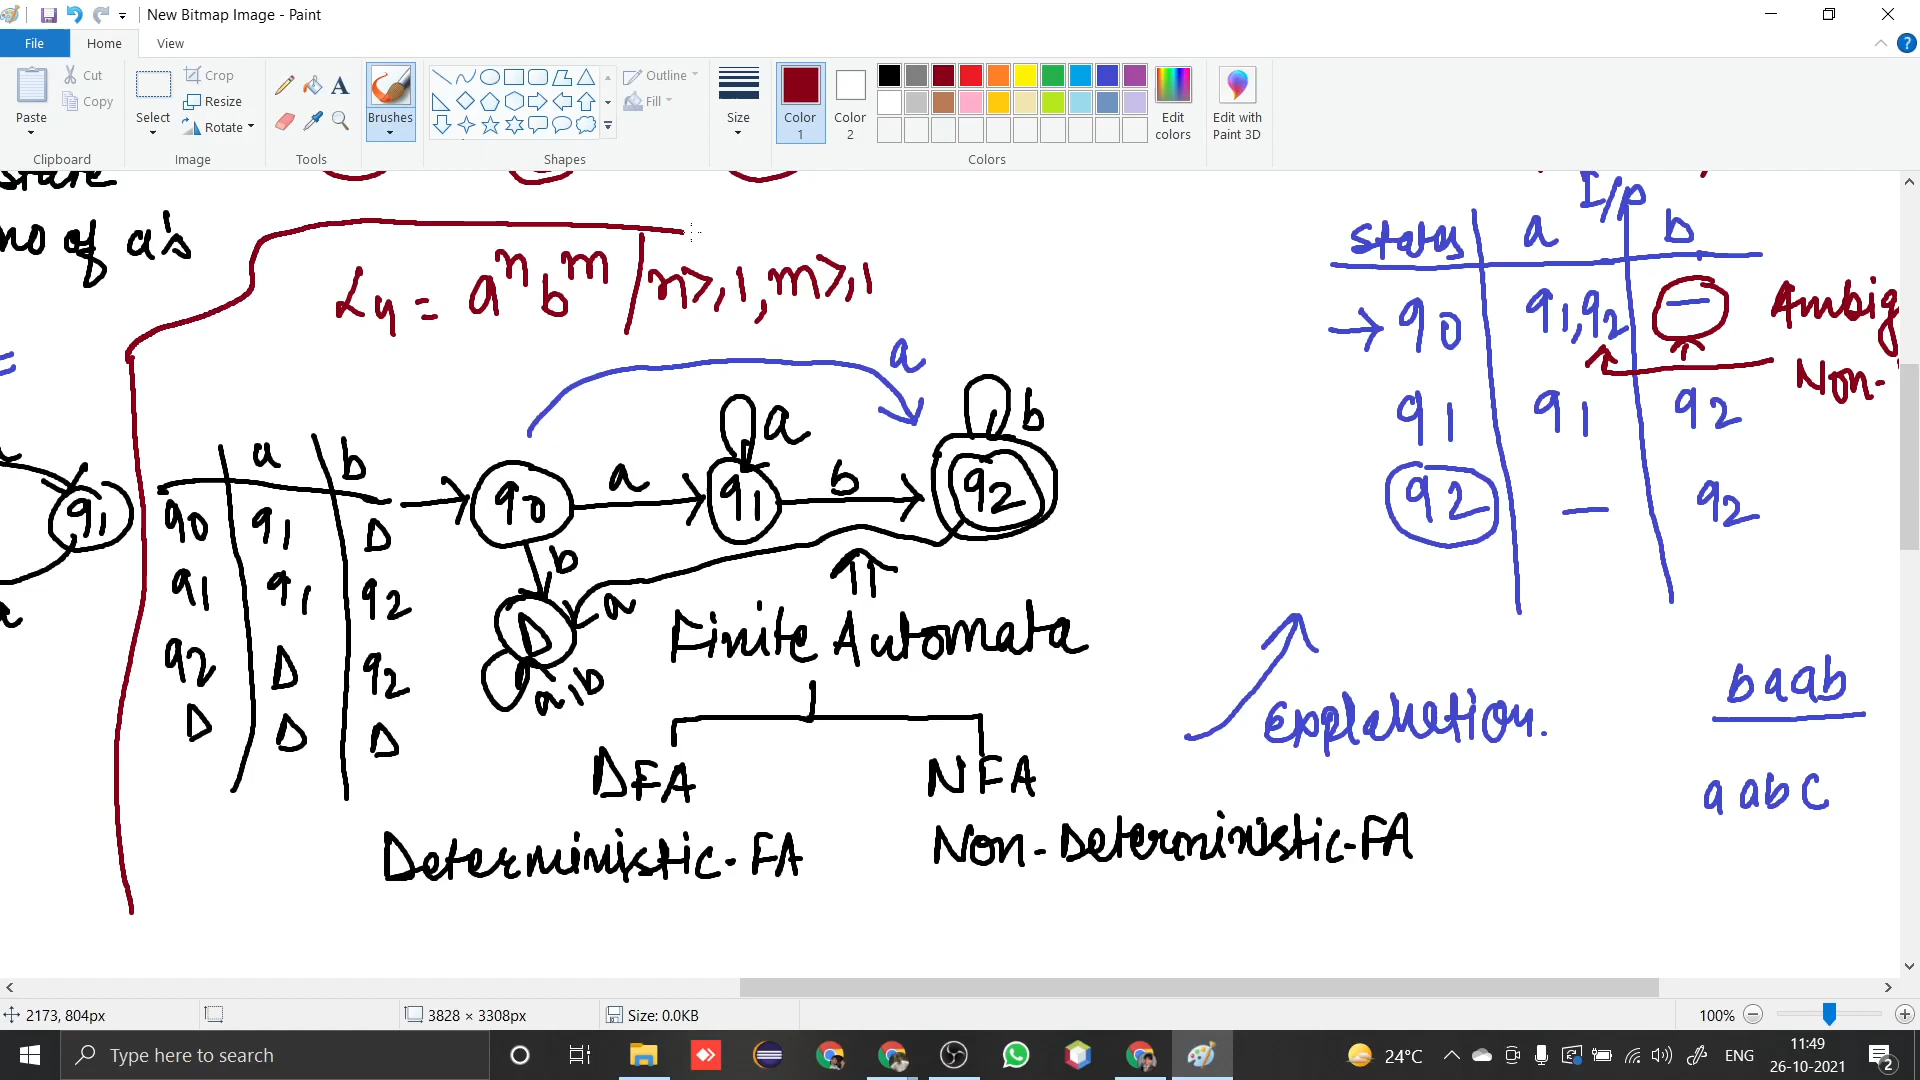 New Bitmap Image - Paint
File
Home
View
Paste
Cut
Copy
Clipboard
Select
Crop
Resize
Rotate
Image
Tools
Brushes
Shapes
Outline
Fill
Size
Color 1
Color 2
Colors
Edit colors
Edit with Paint 3D
state
no of a's
L4 = a^n b^m / n≥1, m≥1
I/p
states a b
→ q0 q1,q2 —
q1 q1 q2
q2 — q2
Ambig
Non-
a b
q0 q1 D
q1 q1 q2
q2 D q2
D D D
a
a
b
q1
q0
a
q1
b
q2
b
a
D
a,b
a
Finite Automata
DFA
NFA
Deterministic-FA
Non-Deterministic-FA
Explanetion.
baab
aabc
2173, 804px
3828 × 3308px
Size: 0.0KB
100%
Type here to search
24°C
ENG
11:49
26-10-2021
2